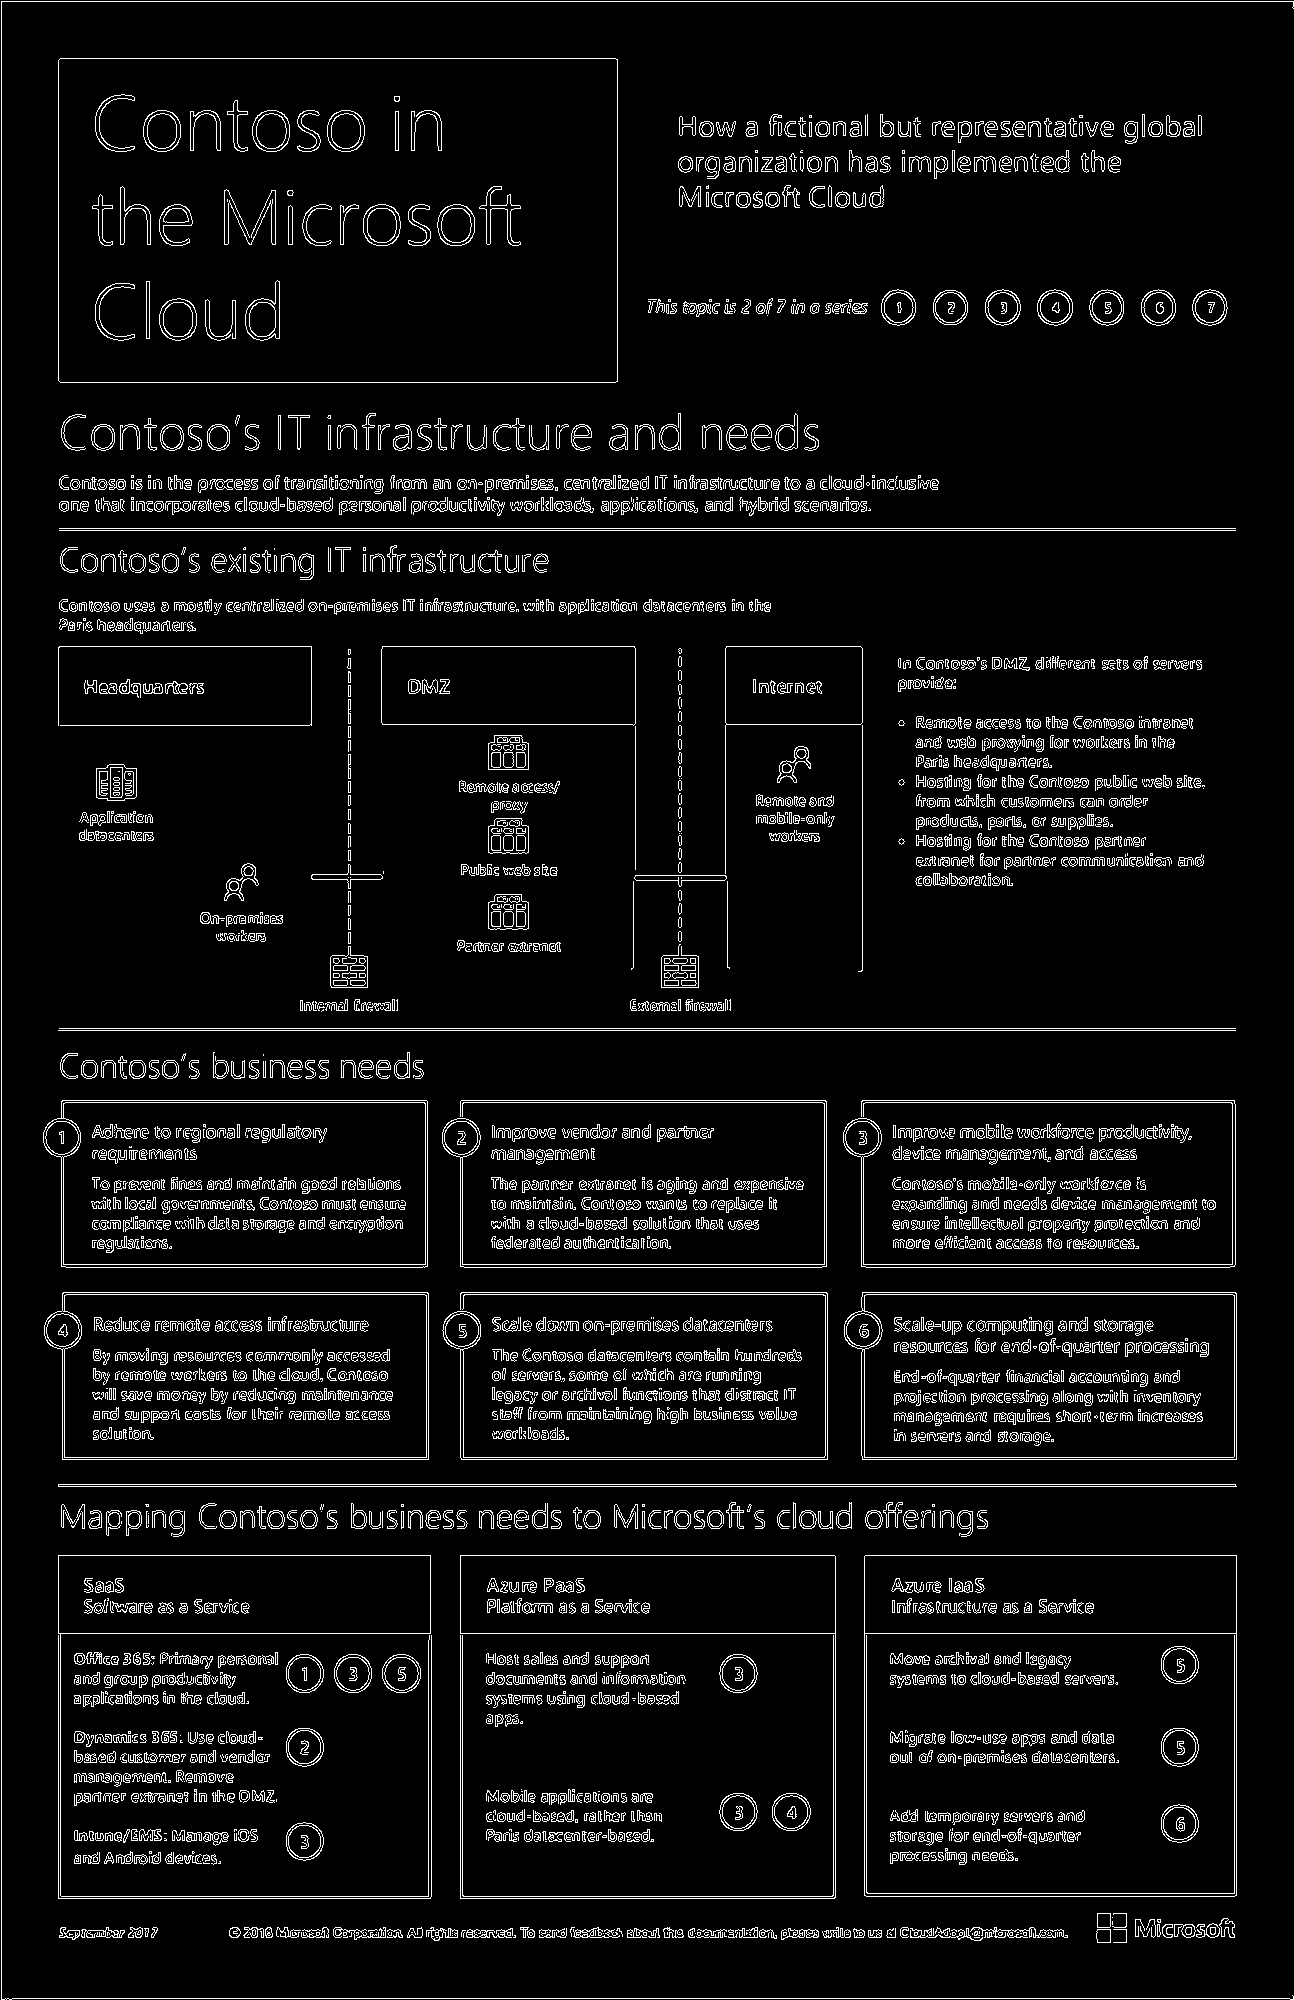 Contoso in
the Microsoft
Cloud
How a fictional but representative global
organization has implemented the
Microsoft Cloud
This topic is 2 of 7 in a series 1 2 3 4 5 6 7
Contoso's IT infrastructure and needs
Contoso is in the process of transitioning from an on-premises, centralized IT infrastructure to a cloud-inclusive
one that incorporates cloud-based personal productivity workloads, applications, and hybrid scenarios.
Contoso's existing IT infrastructure
Contoso uses a mostly centralized on-premises IT infrastructure, with application datacenters in the
Paris headquarters.
Headquarters
DMZ
Internet
Application
datacenters
On-premises
workers
Internal firewall
Remote access/
proxy
Public web site
Partner extranet
External firewall
Remote and
mobile-only
workers
In Contoso's DMZ, different sets of servers
provide:
• Remote access to the Contoso intranet
and web proxying for workers in the
Paris headquarters.
• Hosting for the Contoso public web site,
from which customers can order
products, parts, or supplies.
• Hosting for the Contoso partner
extranet for partner communication and
collaboration.
Contoso's business needs
1
Adhere to regional regulatory
requirements
To prevent fines and maintain good relations
with local governments, Contoso must ensure
compliance with data storage and encryption
regulations.
2
Improve vendor and partner
management
The partner extranet is aging and expensive
to maintain. Contoso wants to replace it
with a cloud-based solution that uses
federated authentication.
3
Improve mobile workforce productivity,
device management, and access
Contoso's mobile-only workforce is
expanding and needs device management to
ensure intellectual property protection and
more efficient access to resources.
4
Reduce remote access infrastructure
By moving resources commonly accessed
by remote workers to the cloud, Contoso
will save money by reducing maintenance
and support costs for their remote access
solution.
5
Scale down on-premises datacenters
The Contoso datacenters contain hundreds
of servers, some of which are running
legacy or archival functions that distract IT
staff from maintaining high business value
workloads.
6
Scale-up computing and storage
resources for end-of-quarter processing
End-of-quarter financial accounting and
projection processing along with inventory
management requires short-term increases
in servers and storage.
Mapping Contoso's business needs to Microsoft's cloud offerings
SaaS
Software as a Service
Office 365: Primary personal
and group productivity
applications in the cloud.
1 3 5
Dynamics 365: Use cloud-
based customer and vendor
management. Remove
partner extranet in the DMZ.
2
Intune/EMS: Manage iOS
and Android devices.
3
Azure PaaS
Platform as a Service
Host sales and support
documents and information
systems using cloud-based
apps.
3
Mobile applications are
cloud-based, rather than
Paris datacenter-based.
3 4
Azure IaaS
Infrastructure as a Service
Move archival and legacy
systems to cloud-based servers.
5
Migrate low-use apps and data
out of on-premises datacenters.
5
Add temporary servers and
storage for end-of-quarter
processing needs.
6
September 2017
© 2016 Microsoft Corporation. All rights reserved. To send feedback about this documentation, please write to us at CloudAdopt@microsoft.com.
Microsoft